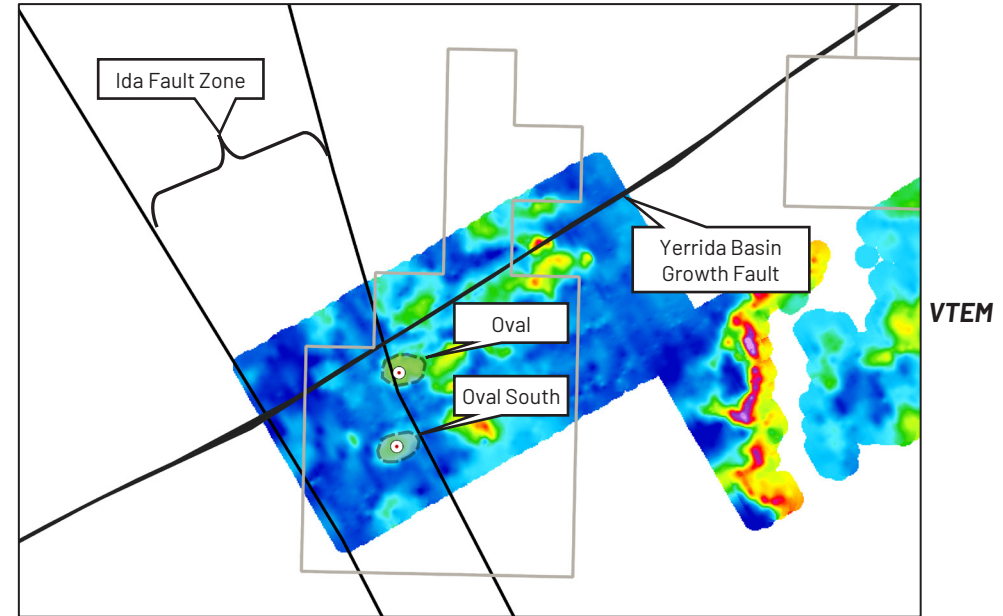 Ida Fault Zone
Yerrida Basin
Growth Fault
VTEM
Oval
Oval South